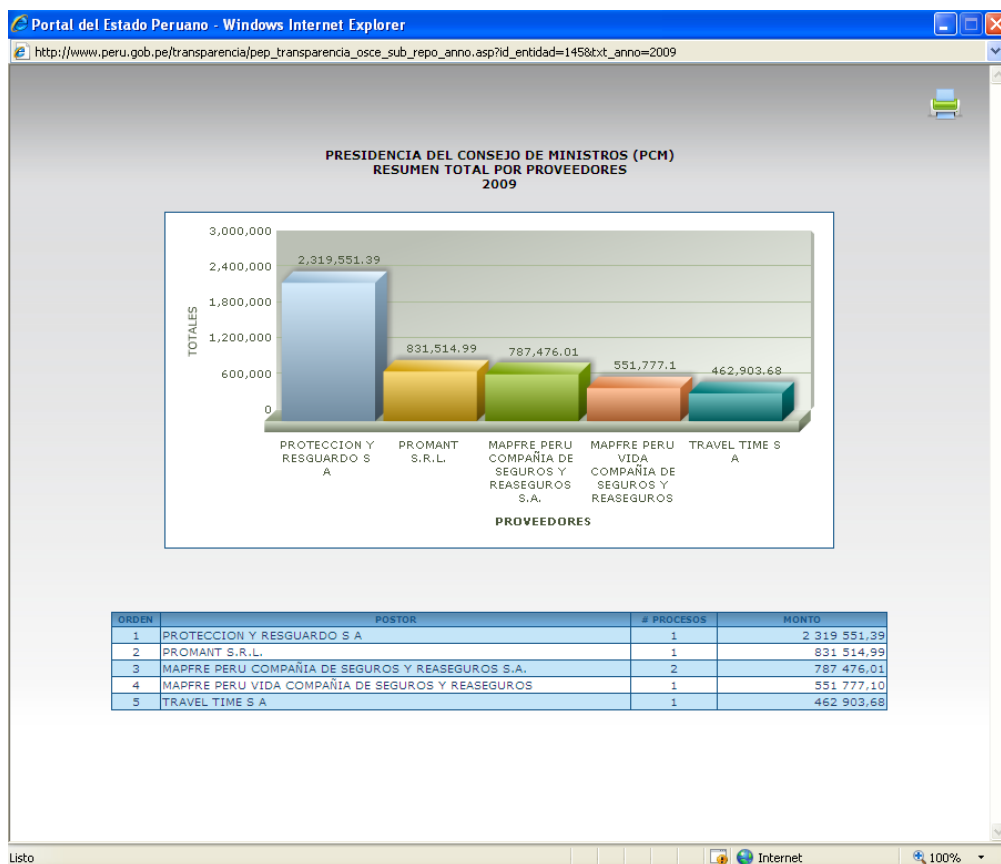 Portal del Estado Peruano - Windows Internet Explorer
http://www.peru.gob.pe/transparencia/pep_transparencia_osce_sub_repo_anno.asp?id_entidad=145&txt_anno=2009
PRESIDENCIA DEL CONSEJO DE MINISTROS (PCM)
RESUMEN TOTAL POR PROVEEDORES
2009
TOTALES
3,000,000
2,400,000
1,800,000
1,200,000
600,000
0
2,319,551.39
831,514.99
787,476.01
551,777.1
462,903.68
PROTECCION Y
RESGUARDO S
A
PROMANT
S.R.L.
MAPFRE PERU
COMPAÑIA DE
SEGUROS Y
REASEGUROS
S.A.
MAPFRE PERU
VIDA
COMPAÑIA DE
SEGUROS Y
REASEGUROS
TRAVEL TIME S
A
PROVEEDORES
ORDEN POSTOR # PROCESOS MONTO
1 PROTECCION Y RESGUARDO S A 1 2 319 551,39
2 PROMANT S.R.L. 1 831 514,99
3 MAPFRE PERU COMPAÑIA DE SEGUROS Y REASEGUROS S.A. 2 787 476,01
4 MAPFRE PERU VIDA COMPAÑIA DE SEGUROS Y REASEGUROS 1 551 777,10
5 TRAVEL TIME S A 1 462 903,68
Listo Internet 100%